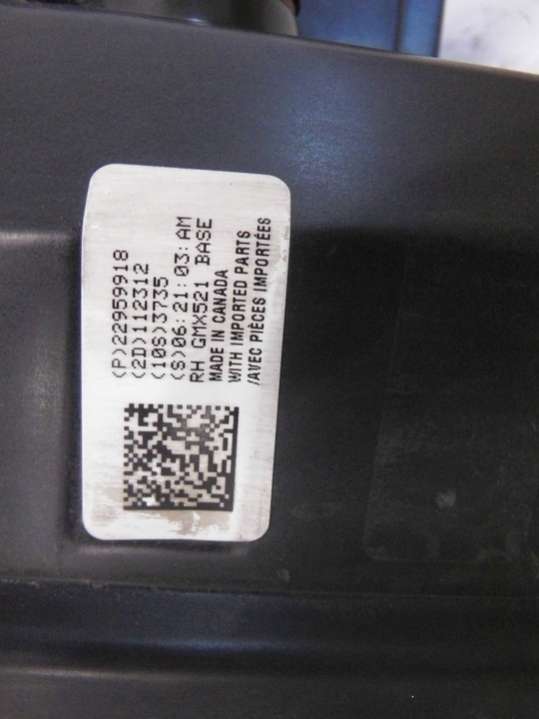 (P)22959918
(2D)112312
(10S)3735
(S)06:21:03:AM
RH GMX521 BASE
MADE IN CANADA
WITH IMPORTED PARTS
/AVEC PIÈCES IMPORTÉES